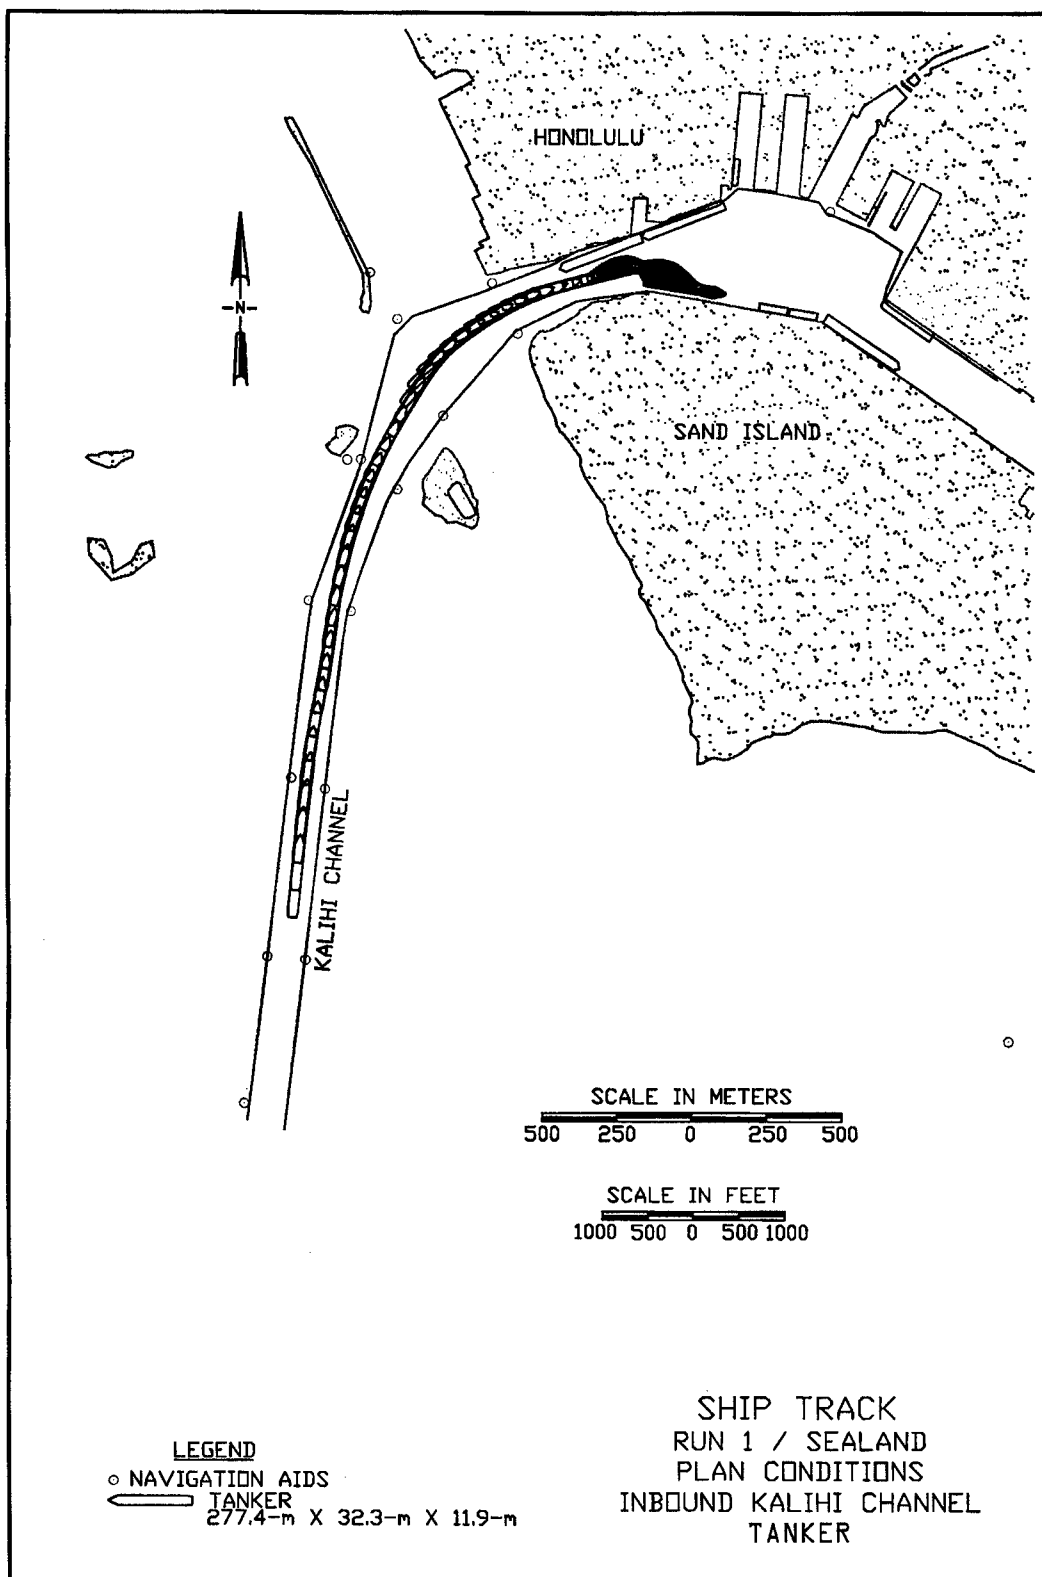 HONOLULU
-N-
SAND ISLAND
KALIHI CHANNEL
SCALE IN METERS
500 250 0 250 500
SCALE IN FEET
1000 500 0 500 1000
LEGEND
NAVIGATION AIDS
TANKER
277.4-m X 32.3-m X 11.9-m
SHIP TRACK
RUN 1 / SEALAND
PLAN CONDITIONS
INBOUND KALIHI CHANNEL
TANKER